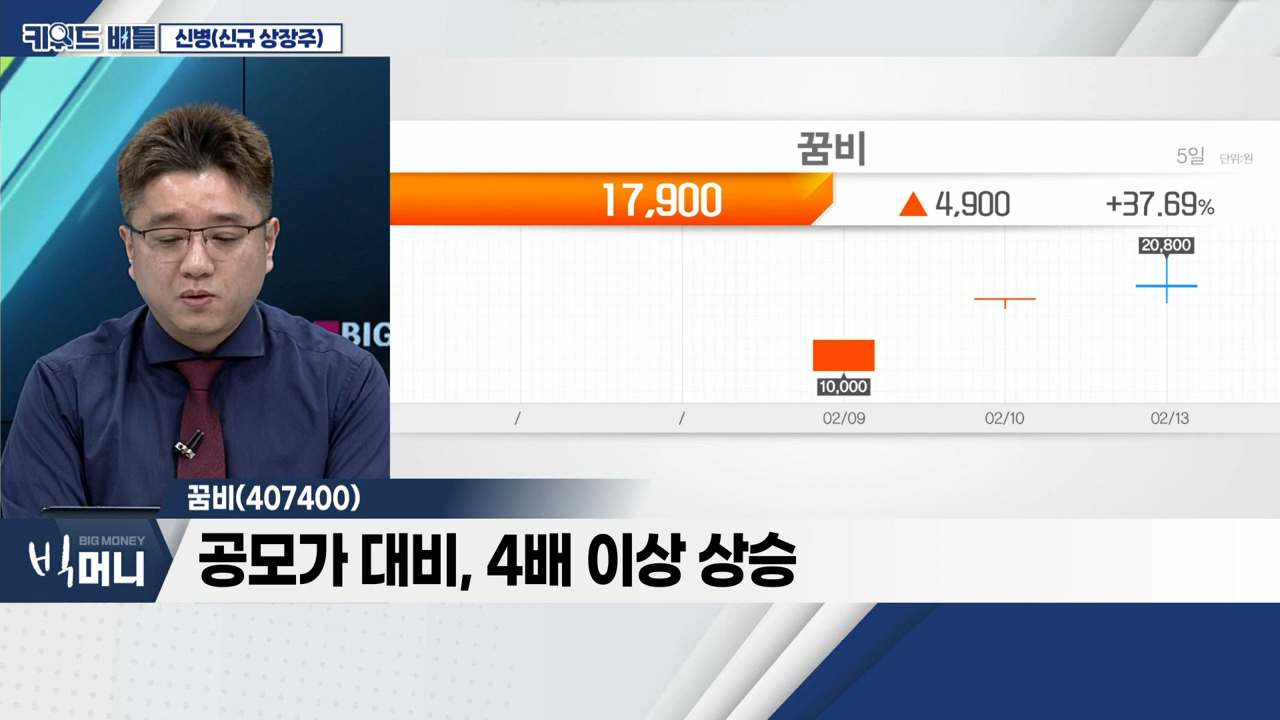 키워드 배틀 신병(신규 상장주)
꿈비
5일 단위:원
17,900 ▲ 4,900 +37.69%
20,800
10,000
/ / 02/09 02/10 02/13
BIG
꿈비(407400)
BIG MONEY
빅머니
공모가 대비, 4배 이상 상승